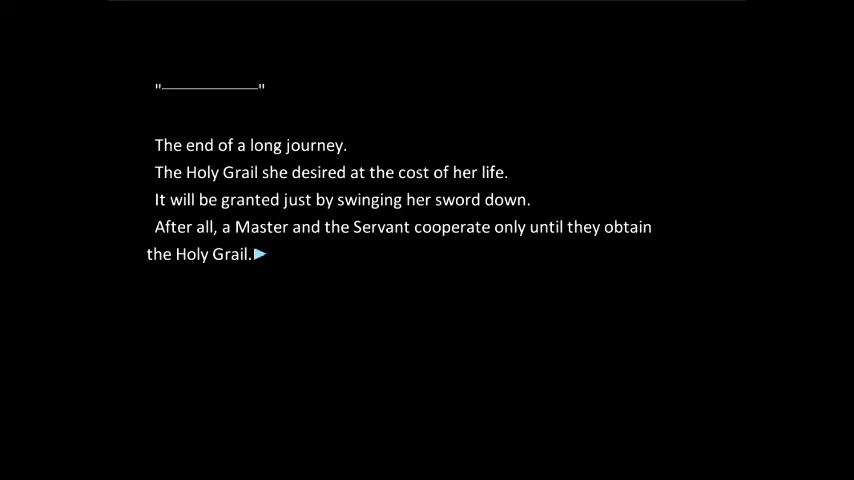 "―――――――"
The end of a long journey.
The Holy Grail she desired at the cost of her life.
It will be granted just by swinging her sword down.
After all, a Master and the Servant cooperate only until they obtain
the Holy Grail.